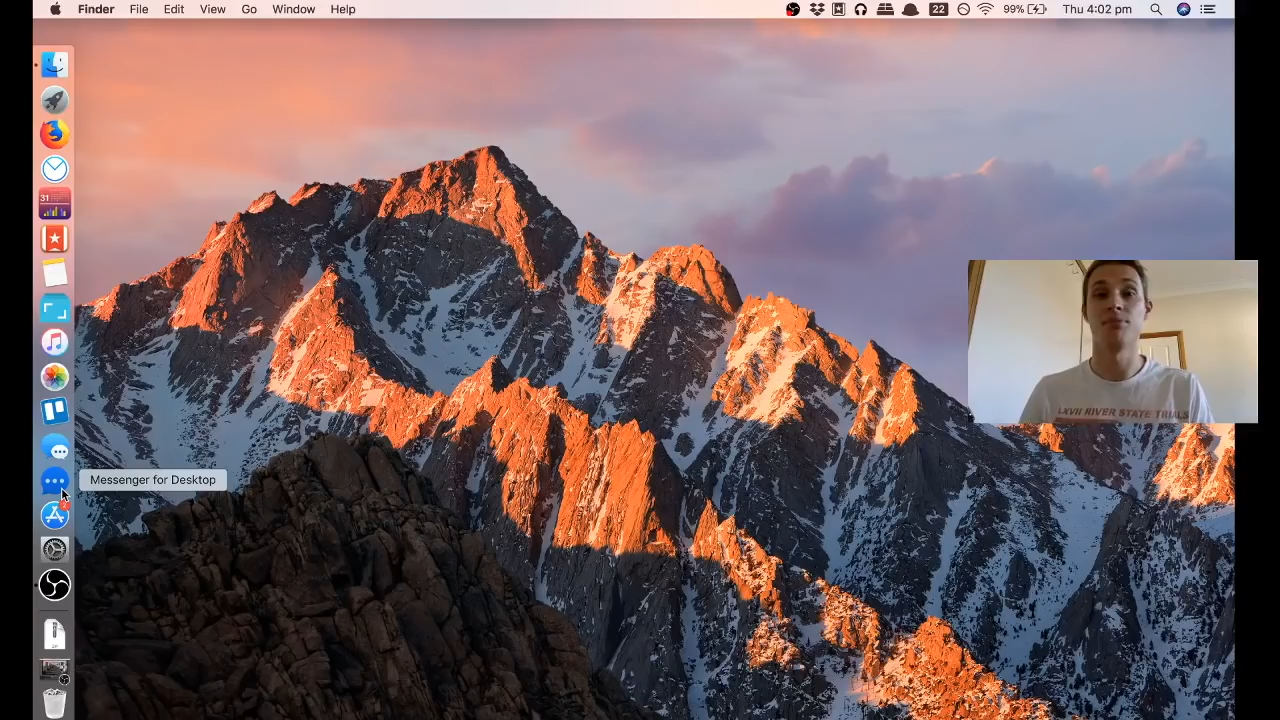 Finder File Edit View Go Window Help 22 99% Thu 4:02 pm
31
LXVII RIVER STATE TRIALS
Messenger for Desktop